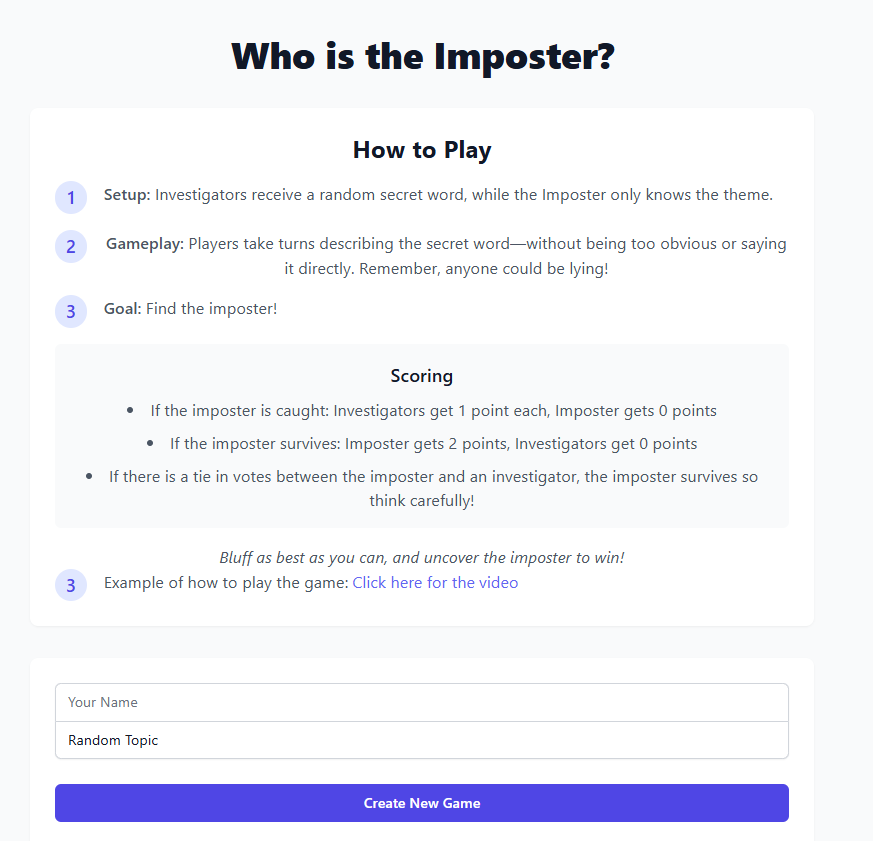 Who is the Imposter?
How to Play
1 Setup: Investigators receive a random secret word, while the Imposter only knows the theme.
2 Gameplay: Players take turns describing the secret word—without being too obvious or saying
it directly. Remember, anyone could be lying!
3 Goal: Find the imposter!
Scoring
• If the imposter is caught: Investigators get 1 point each, Imposter gets 0 points
• If the imposter survives: Imposter gets 2 points, Investigators get 0 points
• If there is a tie in votes between the imposter and an investigator, the imposter survives so
think carefully!
Bluff as best as you can, and uncover the imposter to win!
3 Example of how to play the game: Click here for the video
Your Name
Random Topic
Create New Game